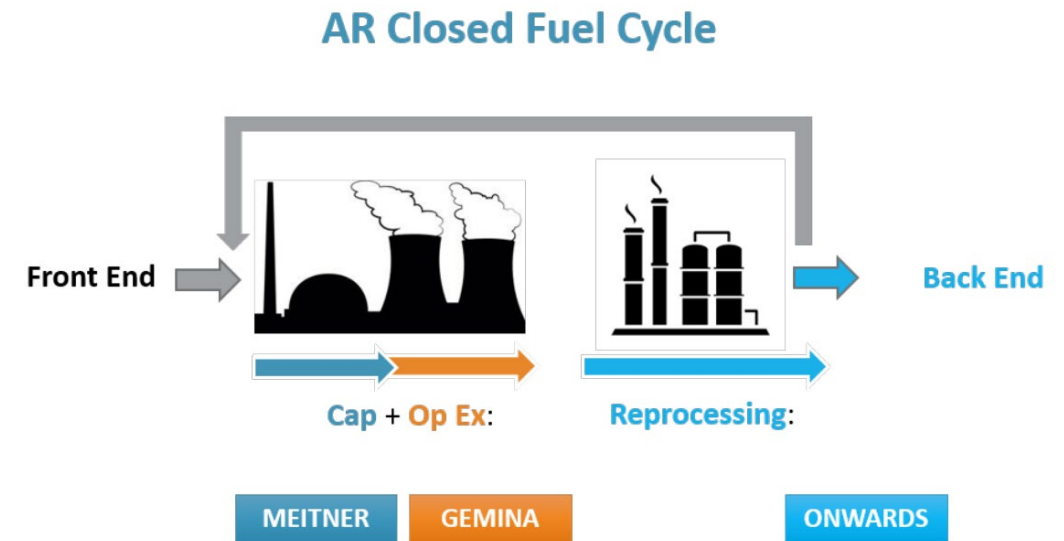 AR Closed Fuel Cycle
Front End
Back End
Cap + Op Ex:
Reprocessing:
MEITNER
GEMINA
ONWARDS